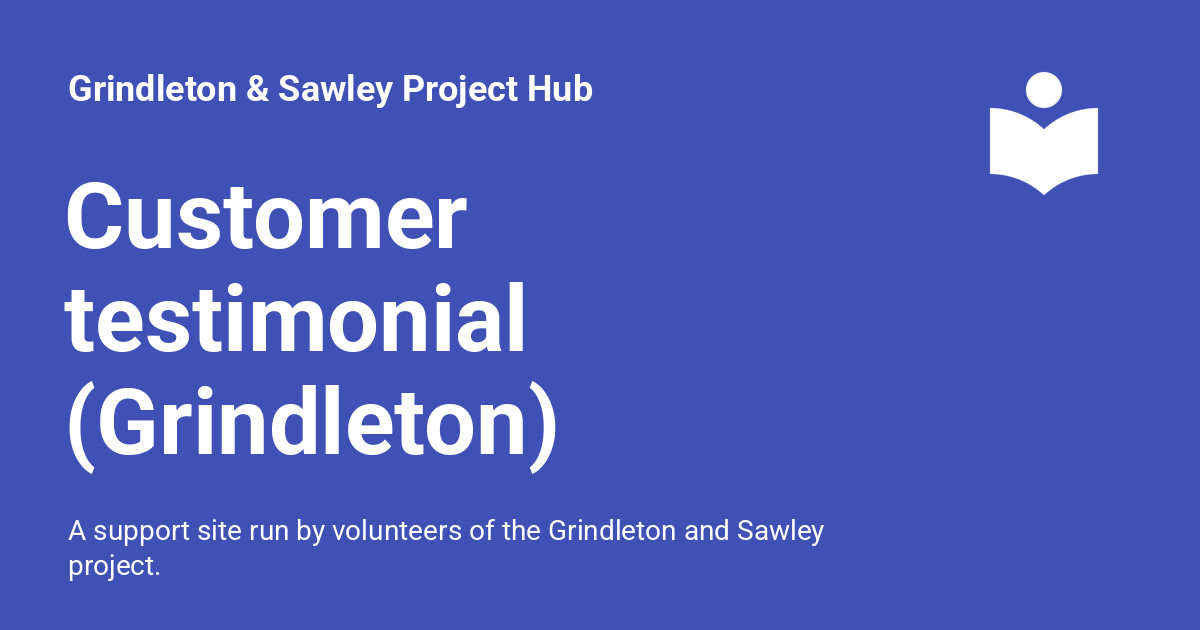 Grindleton & Sawley Project Hub
Customer
testimonial
(Grindleton)
A support site run by volunteers of the Grindleton and Sawley
project.